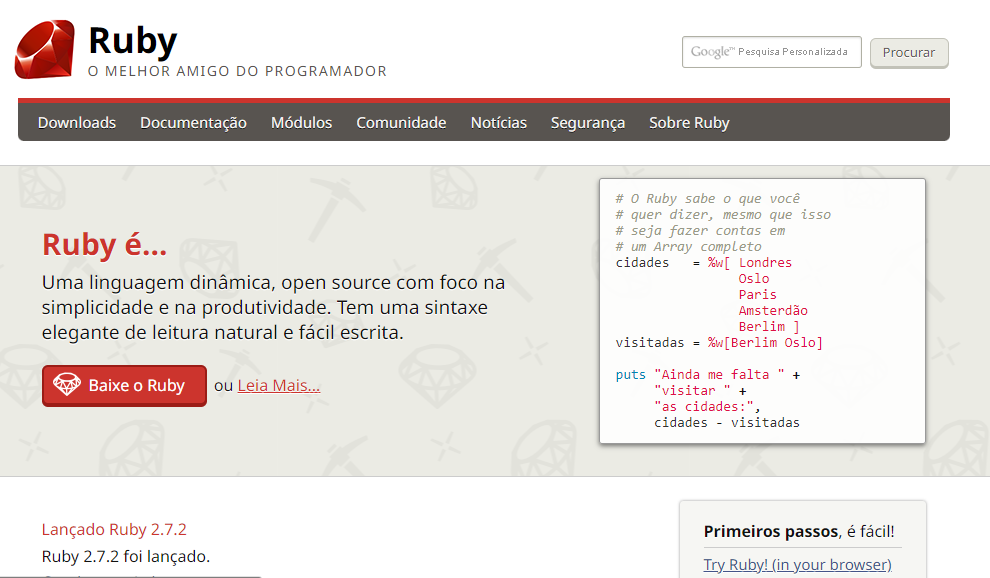 Ruby
O MELHOR AMIGO DO PROGRAMADOR
Google™ Pesquisa Personalizada
Procurar
Downloads Documentação Módulos Comunidade Notícias Segurança Sobre Ruby
Ruby é...
Uma linguagem dinâmica, open source com foco na
simplicidade e na produtividade. Tem uma sintaxe
elegante de leitura natural e fácil escrita.
Baixe o Ruby ou Leia Mais...
# O Ruby sabe o que você
# quer dizer, mesmo que isso
# seja fazer contas em
# um Array completo
cidades   = %w[ Londres
                Oslo
                Paris
                Amsterdão
                Berlim ]
visitadas = %w[Berlim Oslo]
puts "Ainda me falta " +
     "visitar " +
     "as cidades:",
     cidades - visitadas
Lançado Ruby 2.7.2
Ruby 2.7.2 foi lançado.
Primeiros passos, é fácil!
Try Ruby! (in your browser)